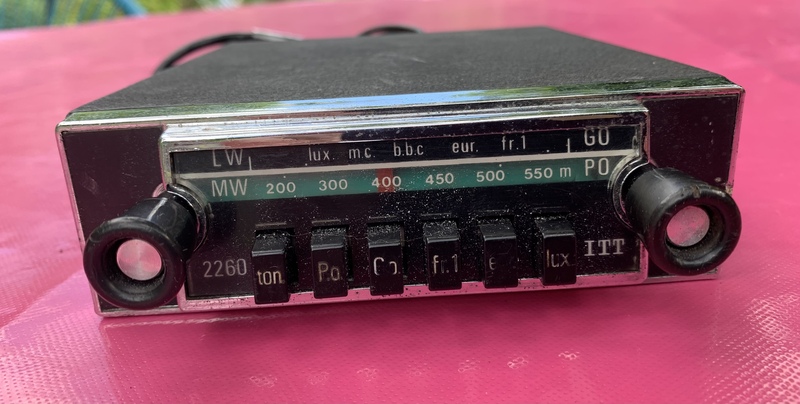 LW lux. m.c. b.b.c eur. fr.1 GO
MW 200 300 400 450 500 550 m PO
2260 ton. P.o fr.1 lux ITT